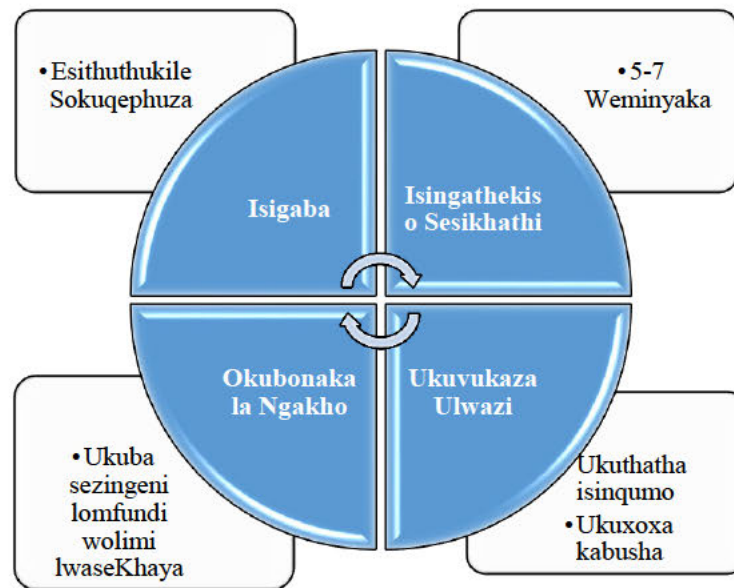 • Esithuthukile
Sokuqephuza
• 5-7
Weminyaka
Isigaba
Isingathekis
o Sesikhathi
Okubonaka
la Ngakho
Ukuvukaza
Ulwazi
• Ukuba
sezingeni
lomfundi
wolimi
lwaseKhaya
Ukuthatha
isinqumo
• Ukuxoxa
kabusha